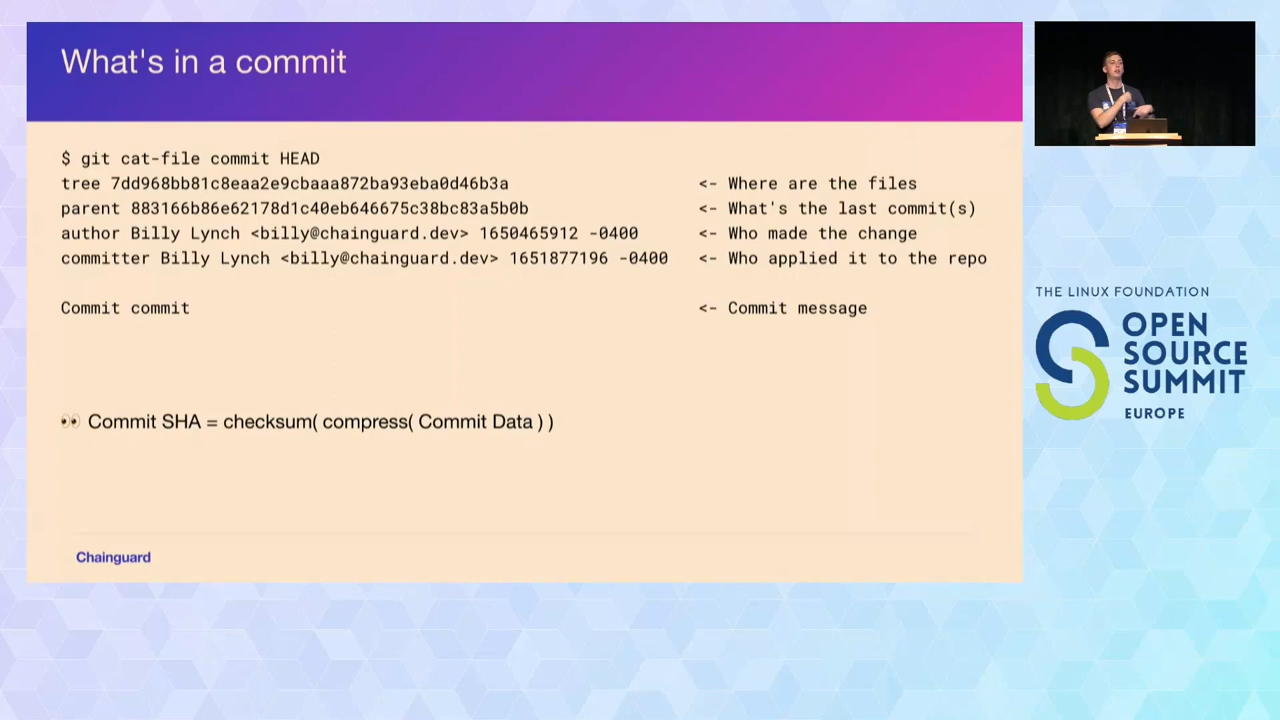 What's in a commit
$ git cat-file commit HEAD
tree 7dd968bb81c8eaa2e9cbaaa872ba93eba0d46b3a <- Where are the files
parent 883166b86e62178d1c40eb646675c38bc83a5b0b <- What's the last commit(s)
author Billy Lynch <billy@chainguard.dev> 1650465912 -0400 <- Who made the change
committer Billy Lynch <billy@chainguard.dev> 1651877196 -0400 <- Who applied it to the repo
Commit commit <- Commit message
👀 Commit SHA = checksum( compress( Commit Data ) )
Chainguard
THE LINUX FOUNDATION
OPEN
SOURCE
SUMMIT
EUROPE